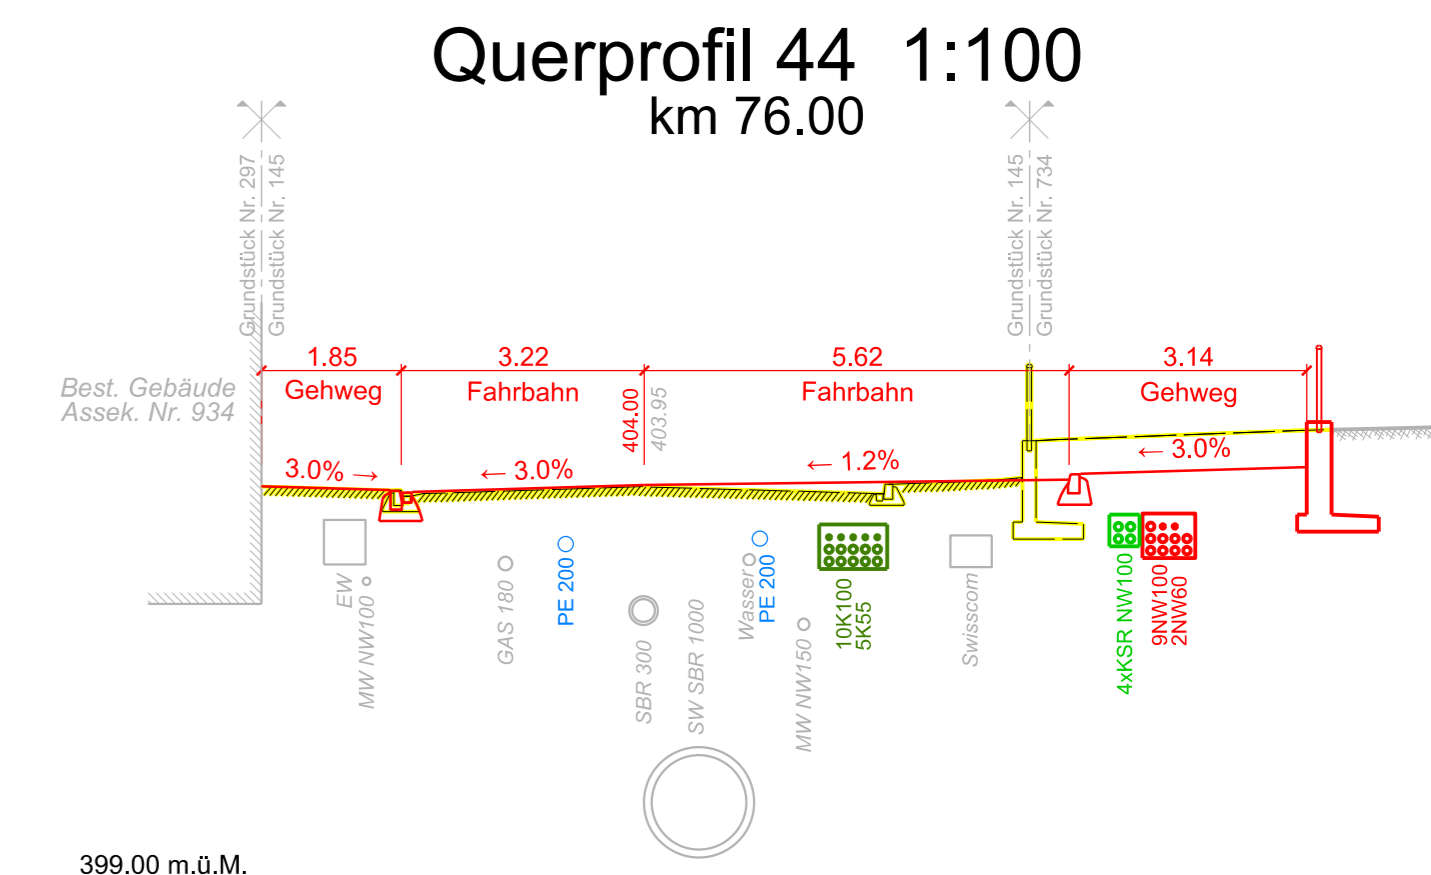 Querprofil 44 1:100
km 76.00
Grundstück Nr. 297
Grundstück Nr. 145
Grundstück Nr. 145
Grundstück Nr. 734
1.85
3.22
5.62
3.14
Gehweg
Fahrbahn
Fahrbahn
Gehweg
Best. Gebäude
Assek. Nr. 934
404.00
403.95
3.0% →
← 3.0%
← 1.2%
← 3.0%
EW
MW NW100
GAS 180
PE 200
SBR 300
SW SBR 1000
Wasser
PE 200
MW NW150
10K100
5K55
Swisscom
4xKSR NW100
9NW100
2NW60
399.00 m.ü.M.